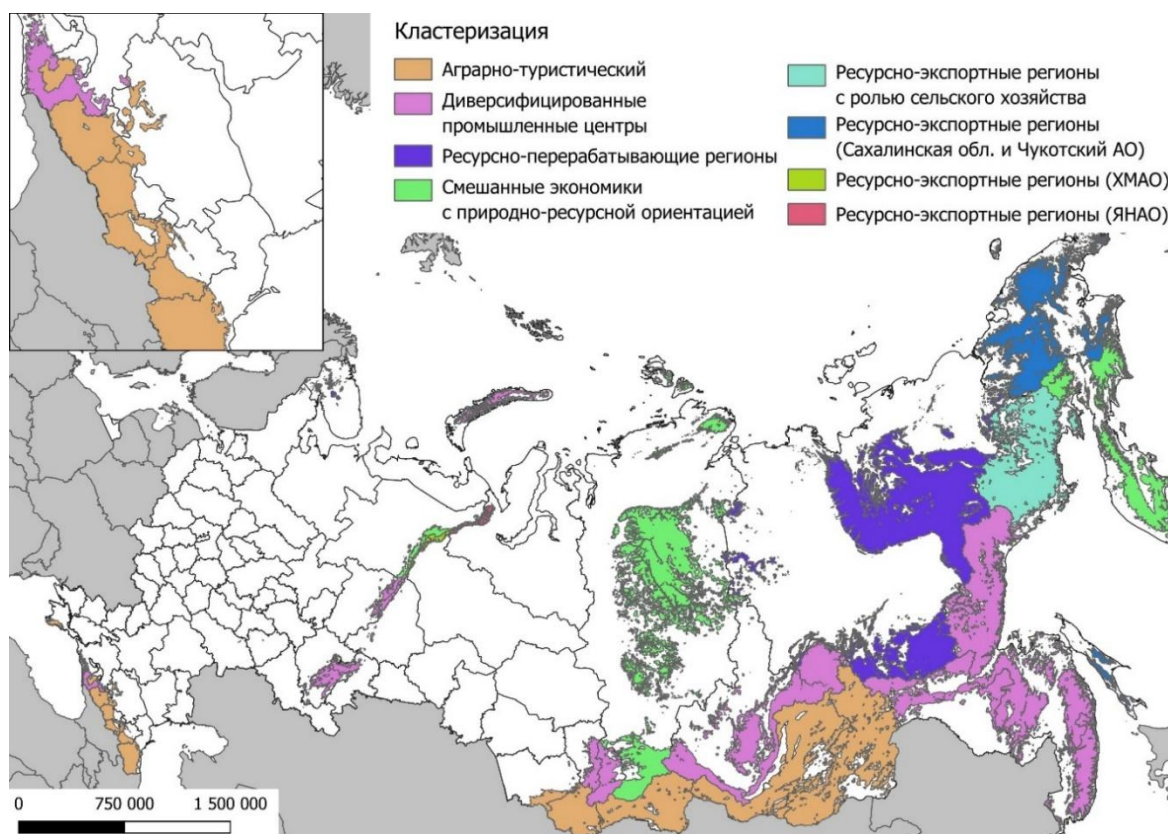 Кластеризация
Аграрно-туристический
Диверсифицированные
промышленные центры
Ресурсно-перерабатывающие регионы
Смешанные экономики
с природно-ресурсной ориентацией
Ресурсно-экспортные регионы
с ролью сельского хозяйства
Ресурсно-экспортные регионы
(Сахалинская обл. и Чукотский АО)
Ресурсно-экспортные регионы (ХМАО)
Ресурсно-экспортные регионы (ЯНАО)
0 750 000 1 500 000